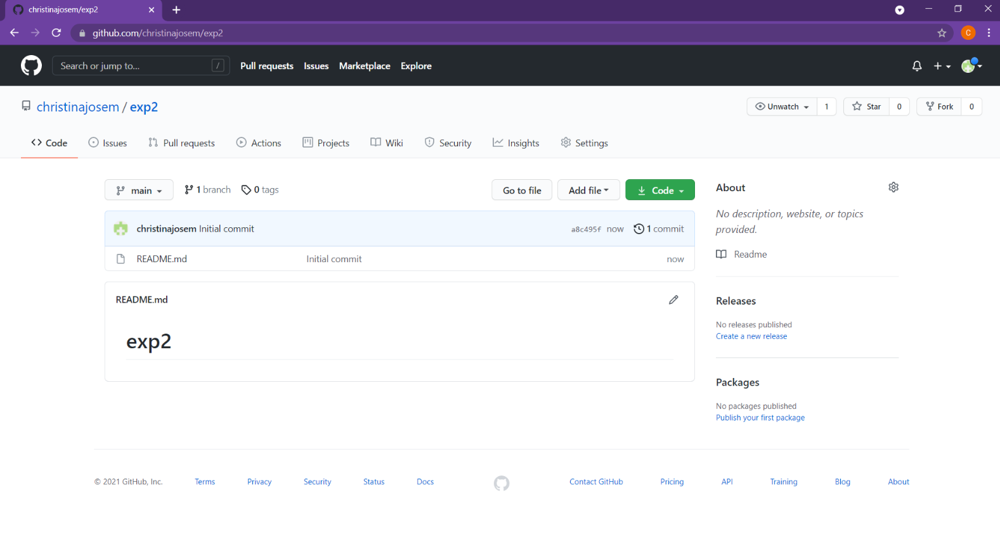 christinajosem/exp2
github.com/christinajosem/exp2
C
Search or jump to... /
Pull requests Issues Marketplace Explore
christinajosem / exp2
Unwatch 1 Star 0 Fork 0
Code Issues Pull requests Actions Projects Wiki Security Insights Settings
main 1 branch 0 tags Go to file Add file Code
christinajosem Initial commit a8c495f now 1 commit
README.md Initial commit now
README.md
exp2
About
No description, website, or topics
provided.
Readme
Releases
No releases published
Create a new release
Packages
No packages published
Publish your first package
© 2021 GitHub, Inc. Terms Privacy Security Status Docs Contact GitHub Pricing API Training Blog About